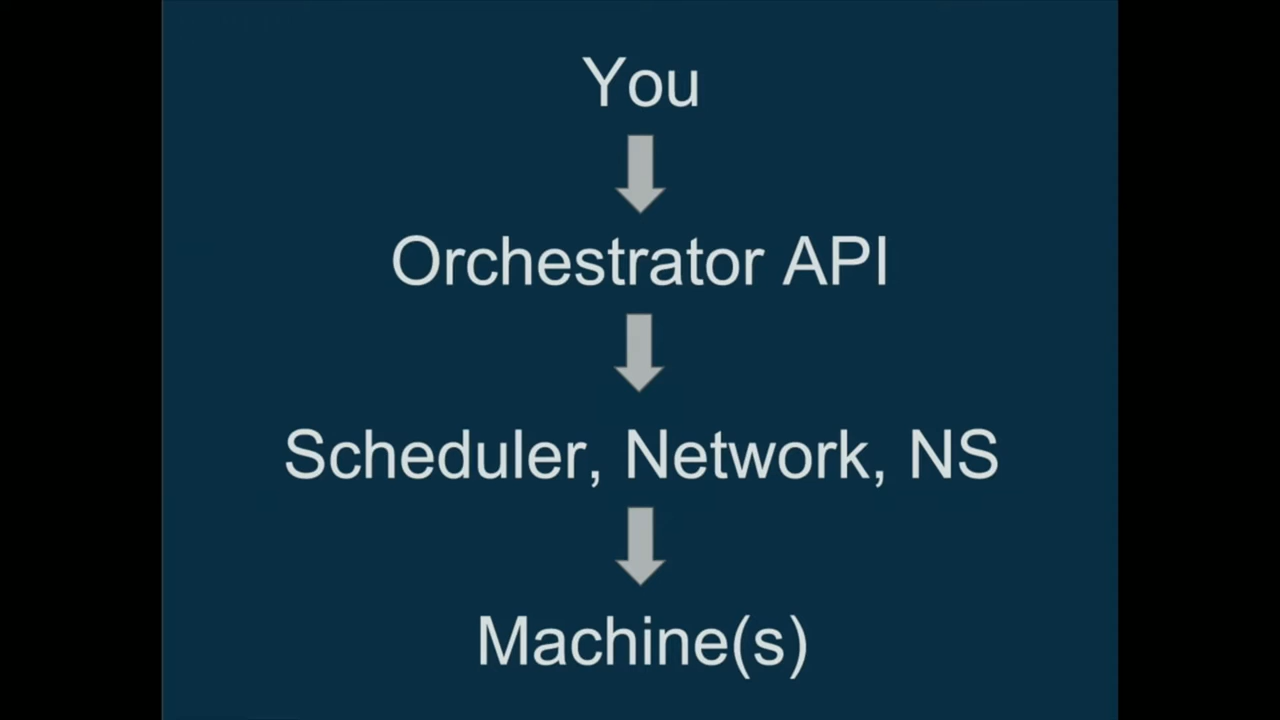 You
Orchestrator API
Scheduler, Network, NS
Machine(s)